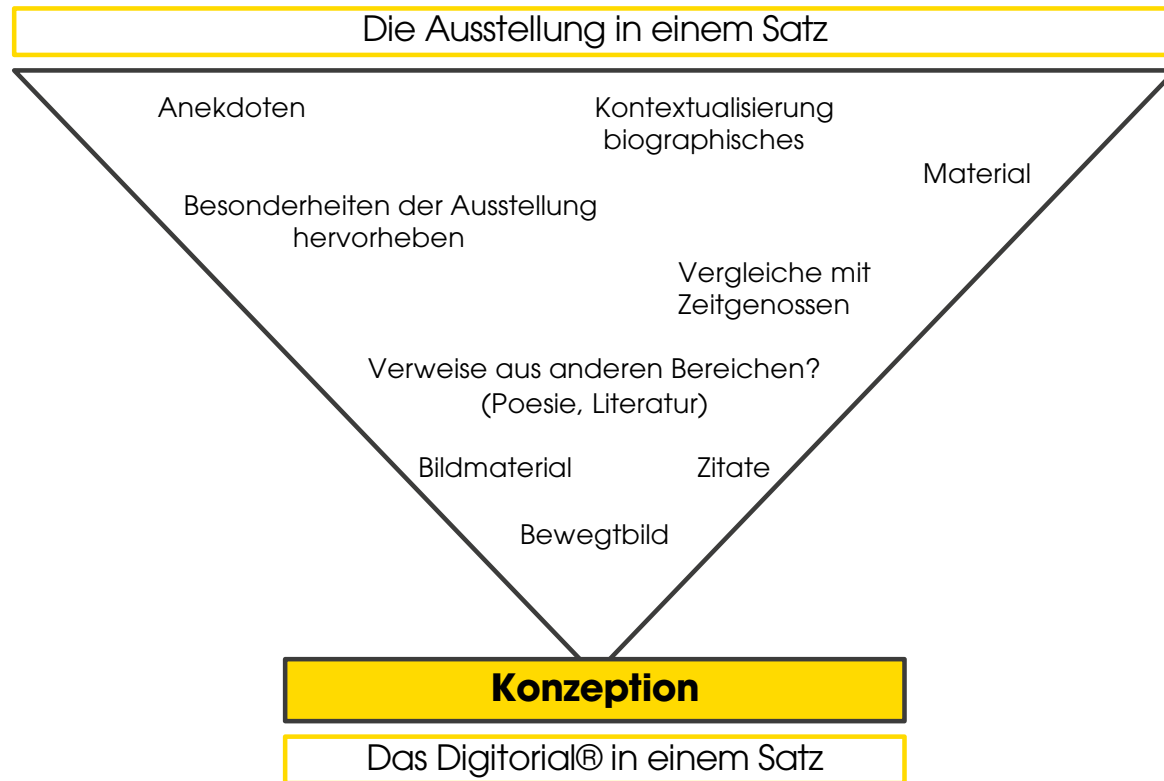 Die Ausstellung in einem Satz
Anekdoten
Kontextualisierung
biographisches
Material
Besonderheiten der Ausstellung
hervorheben
Vergleiche mit
Zeitgenossen
Verweise aus anderen Bereichen?
(Poesie, Literatur)
Bildmaterial
Zitate
Bewegtbild
Konzeption
Das Digitorial® in einem Satz